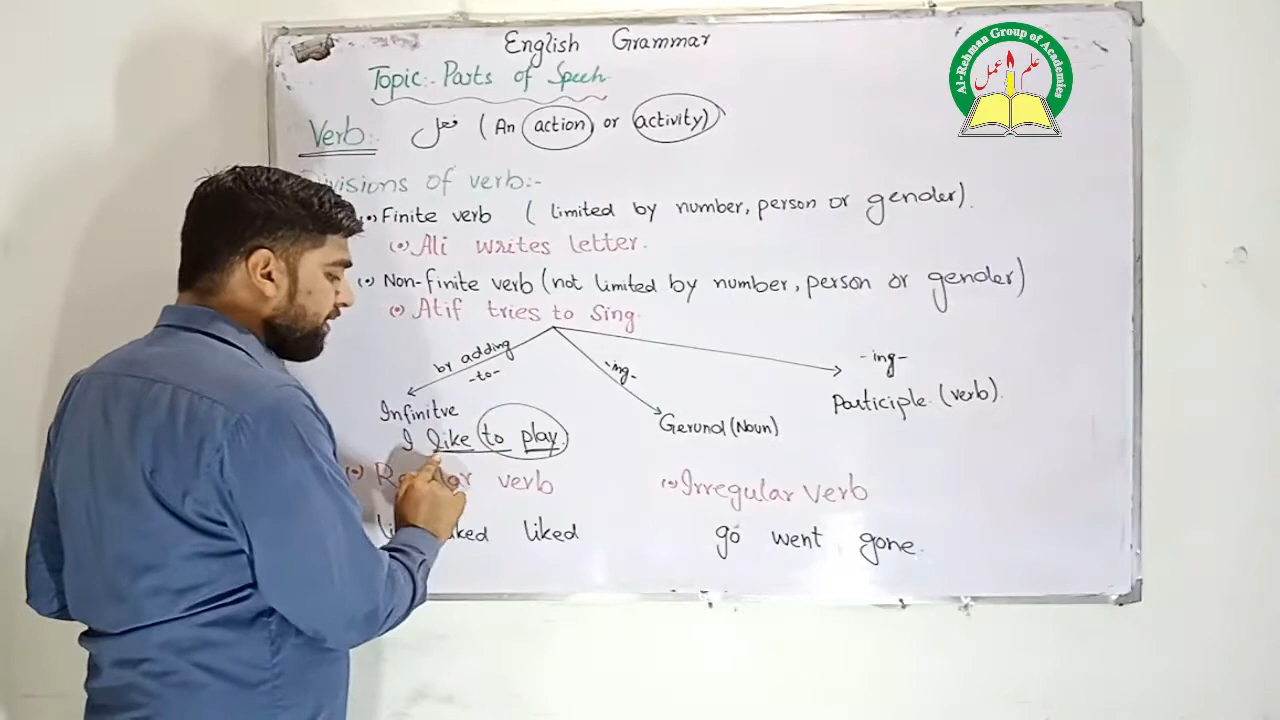 English Grammar
Topic:- Parts of Speech
Al-Rehman Group of Academies
علم عمل
Verb:- فعل (An action or activity)
Divisions of verb:-
Finite verb (limited by number, person or gender).
Ali writes letter.
Non-finite verb (not limited by number, person or gender)
Atif tries to sing.
by adding
-to-
-ing-
-ing-
Infinitve
Gerund (Noun)
Participle (verb).
I like to play.
verb
Irregular verb
liked
go went gone.